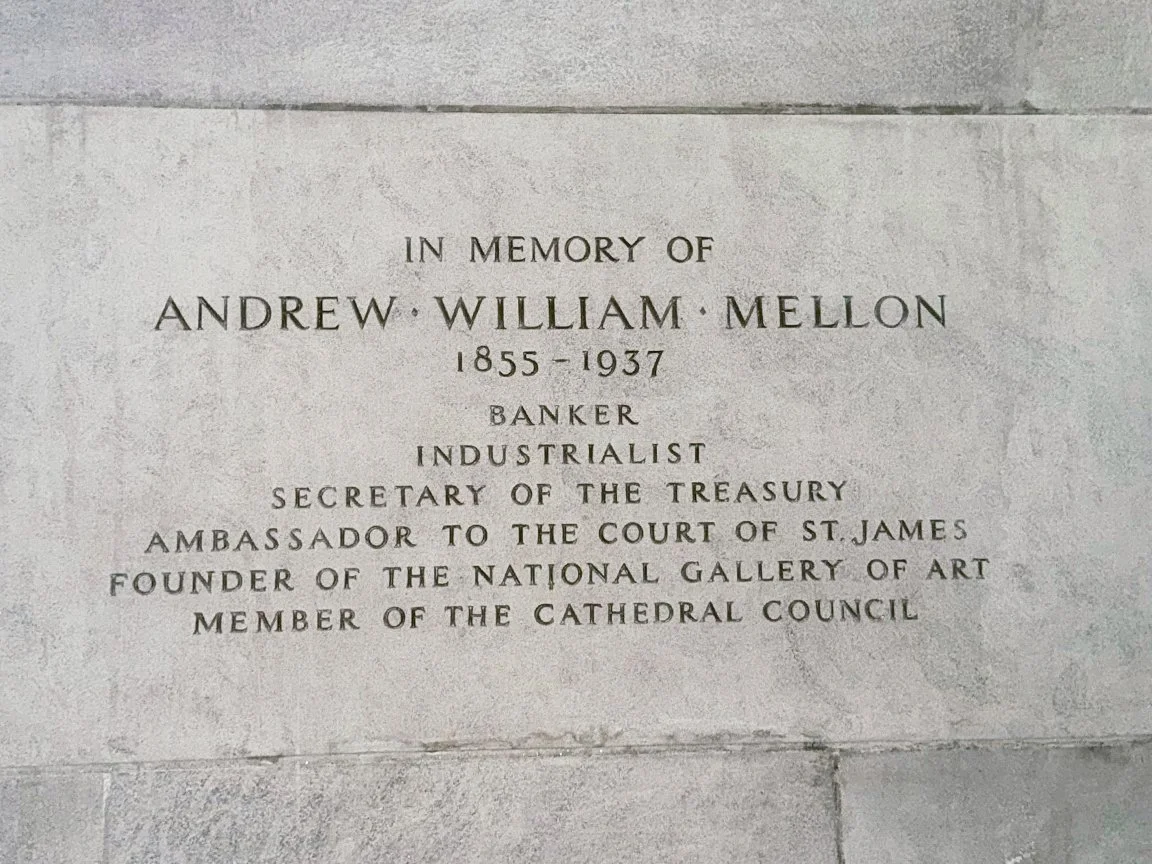 IN MEMORY OF
ANDREW · WILLIAM · MELLON
1855 – 1937
BANKER
INDUSTRIALIST
SECRETARY OF THE TREASURY
AMBASSADOR TO THE COURT OF ST. JAMES
FOUNDER OF THE NATIONAL GALLERY OF ART
MEMBER OF THE CATHEDRAL COUNCIL